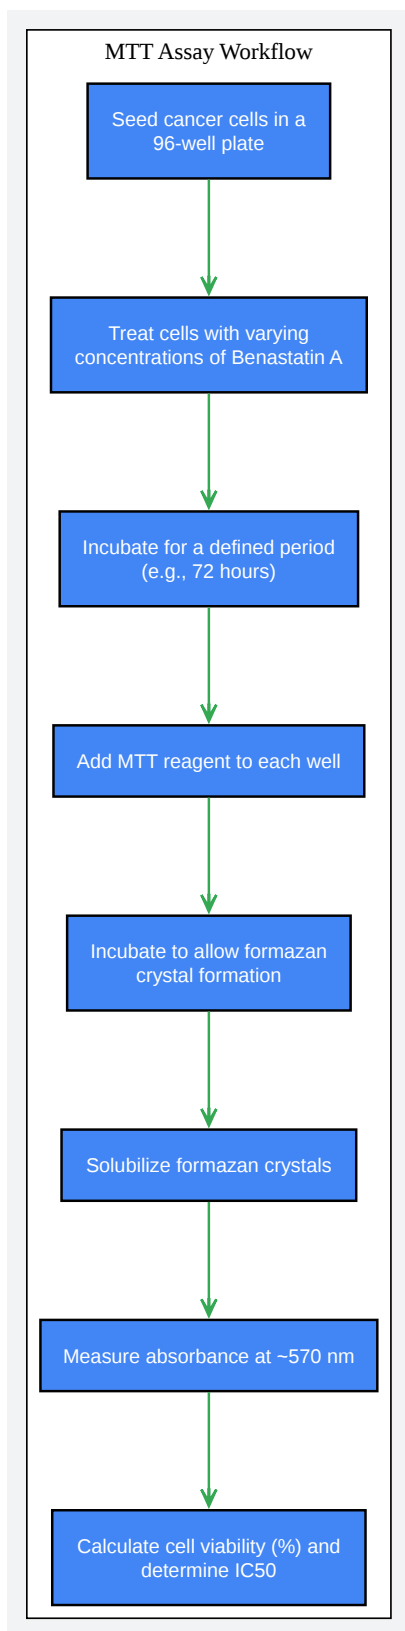 MTT Assay Workflow
Seed cancer cells in a
96-well plate
Treat cells with varying
concentrations of Benastatin A
Incubate for a defined period
(e.g., 72 hours)
Add MTT reagent to each well
Incubate to allow formazan
crystal formation
Solubilize formazan crystals
Measure absorbance at ~570 nm
Calculate cell viability (%) and
determine IC50